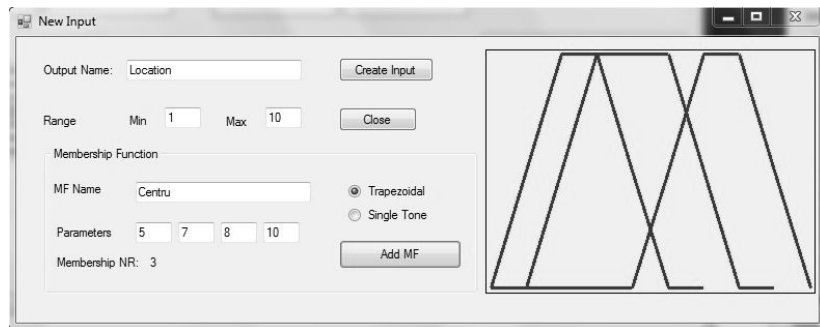 New Input
Output Name: Location Create Input
Range Min 1 Max 10 Close
Membership Function
MF Name Centru Trapezoidal
Single Tone
Parameters 5 7 8 10
Add MF
Membership NR: 3